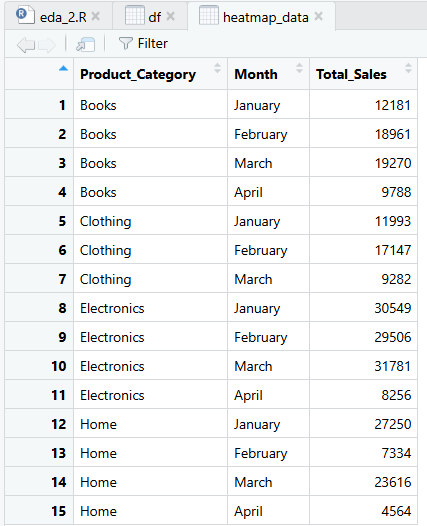 eda_2.R df heatmap_data
Filter
Product_Category Month Total_Sales
1 Books January 12181
2 Books February 18961
3 Books March 19270
4 Books April 9788
5 Clothing January 11993
6 Clothing February 17147
7 Clothing March 9282
8 Electronics January 30549
9 Electronics February 29506
10 Electronics March 31781
11 Electronics April 8256
12 Home January 27250
13 Home February 7334
14 Home March 23616
15 Home April 4564